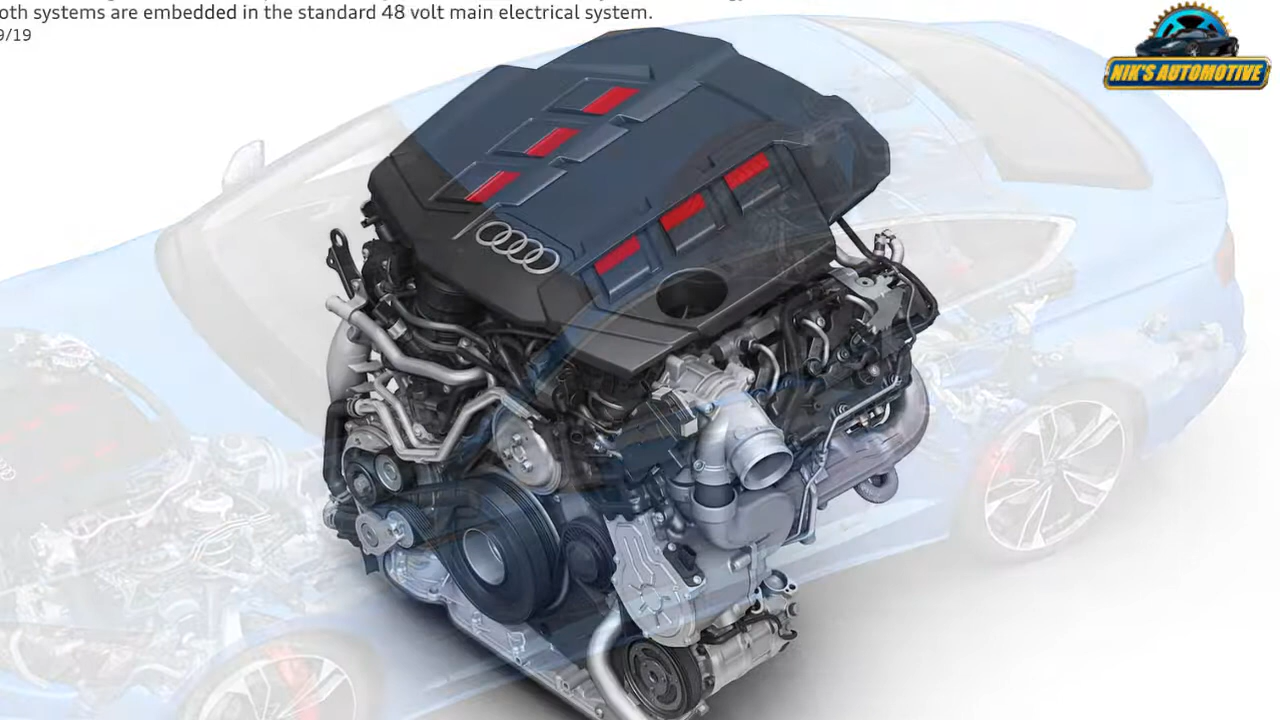 oth systems are embedded in the standard 48 volt main electrical system.
9/19
NIK'S AUTOMOTIVE